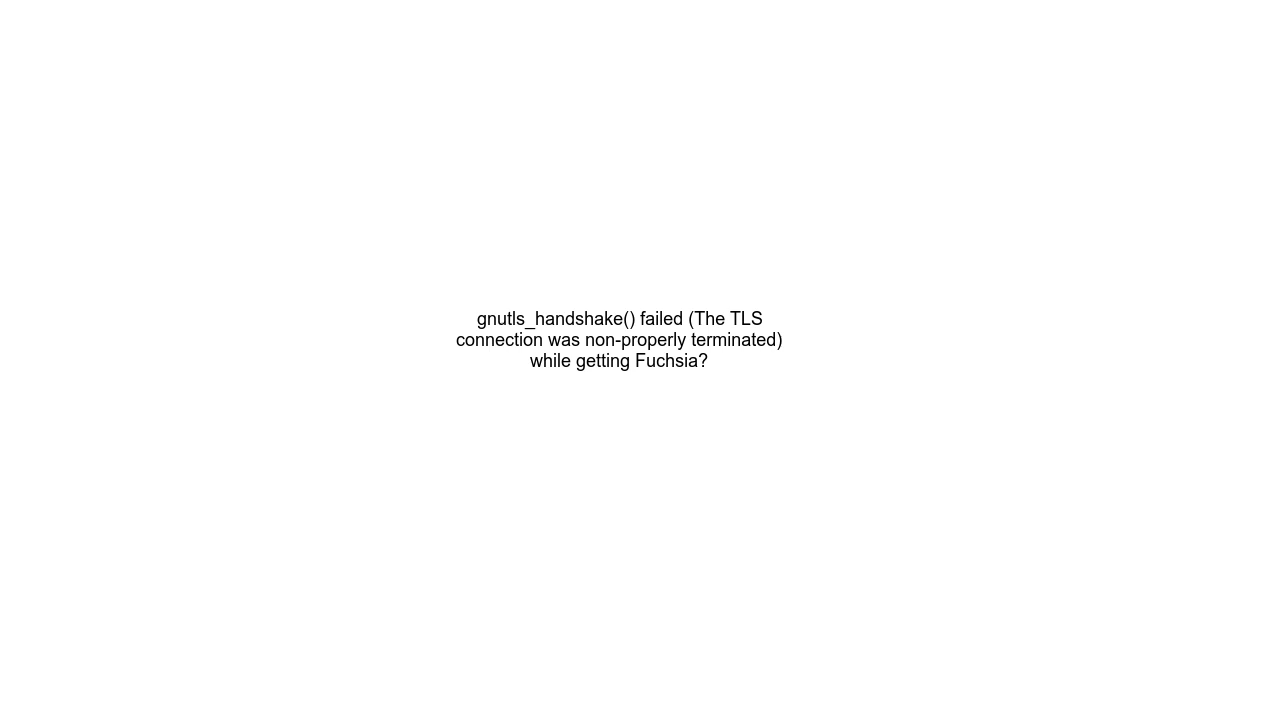 gnutls_handshake() failed (The TLS
connection was non-properly terminated)
while getting Fuchsia?